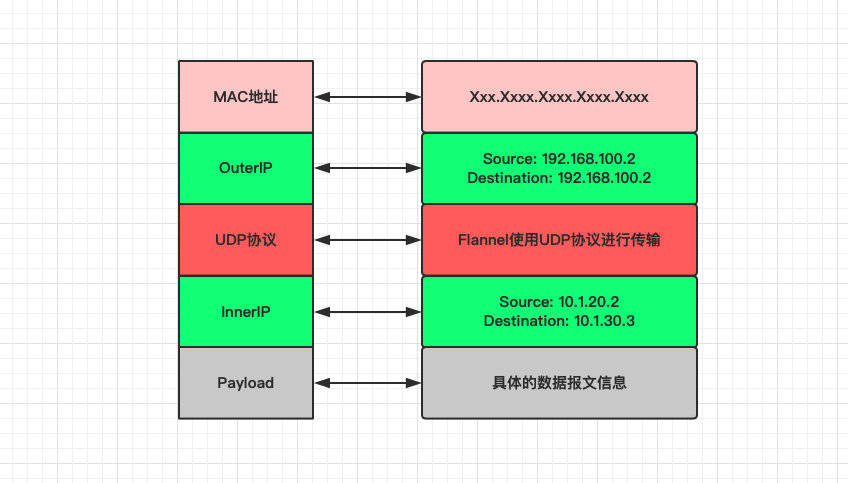 MAC地址
Xxx.Xxxx.Xxxx.Xxxx.Xxxx
OuterIP
Source: 192.168.100.2
Destination: 192.168.100.2
UDP协议
Flannel使用UDP协议进行传输
InnerIP
Source: 10.1.20.2
Destination: 10.1.30.3
Payload
具体的数据报文信息